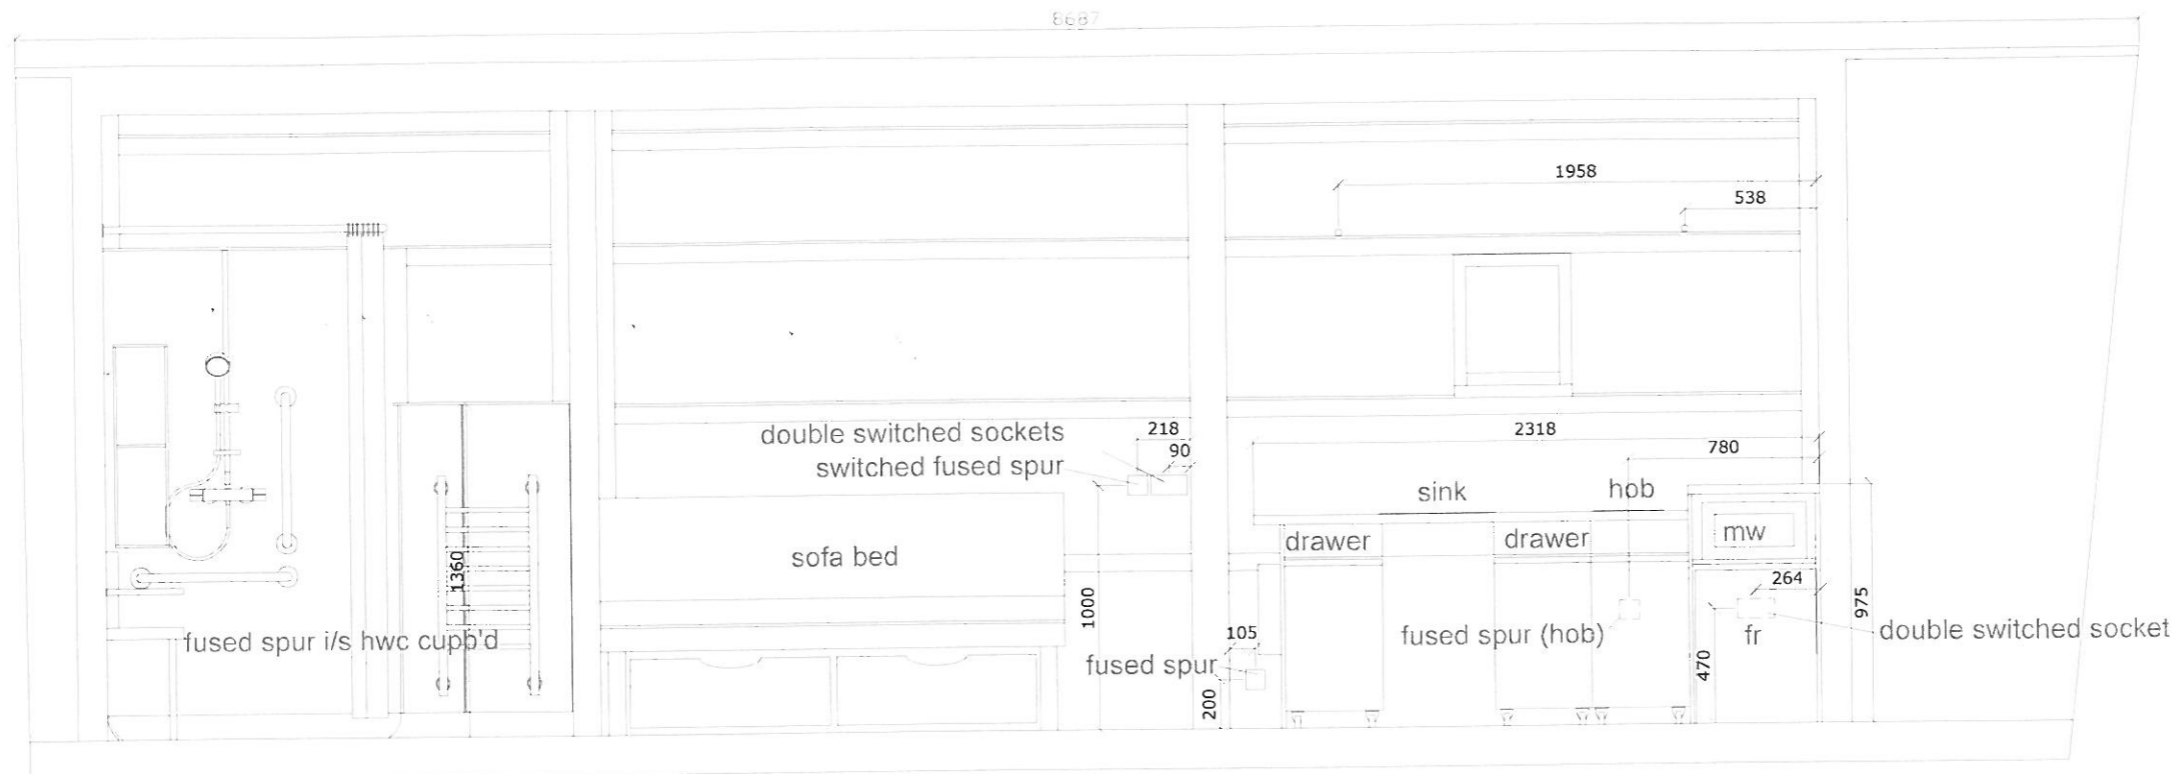 8687
1958
538
double switched sockets
218
switched fused spur
90
2318
780
sink
hob
drawer
drawer
mw
sofa bed
1360
1000
264
975
fused spur i/s hwc cupb'd
105
fused spur (hob)
fr
double switched socket
fused spur
470
200